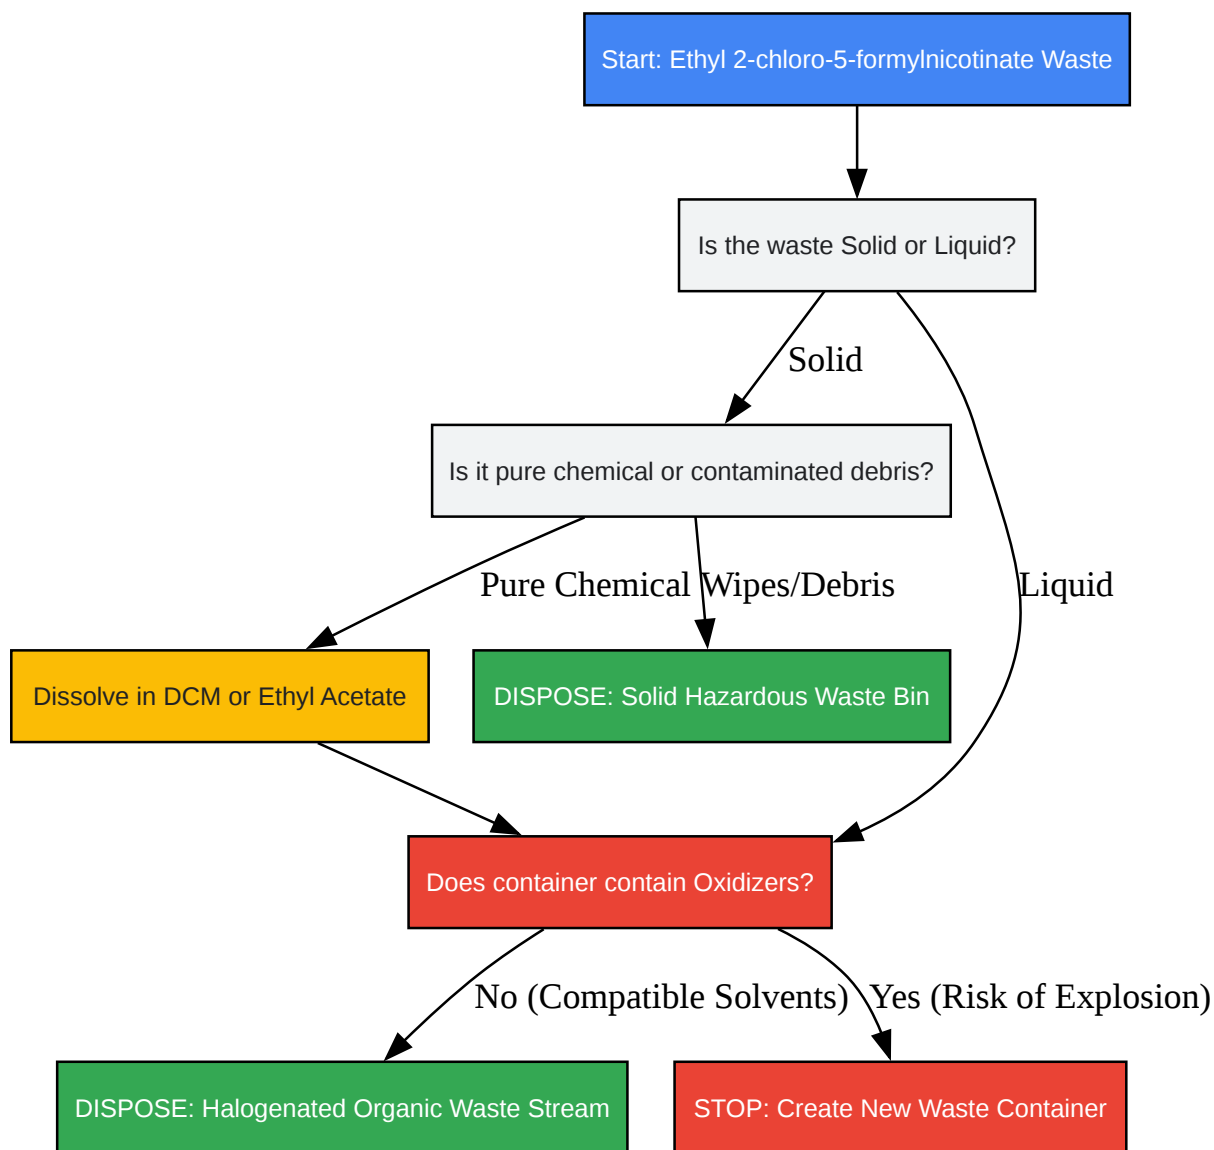 Start: Ethyl 2-chloro-5-formylnicotinate Waste
Is the waste Solid or Liquid?
Solid
Is it pure chemical or contaminated debris?
Pure Chemical
Wipes/Debris
Liquid
Dissolve in DCM or Ethyl Acetate
DISPOSE: Solid Hazardous Waste Bin
Does container contain Oxidizers?
No (Compatible Solvents)
Yes (Risk of Explosion)
DISPOSE: Halogenated Organic Waste Stream
STOP: Create New Waste Container